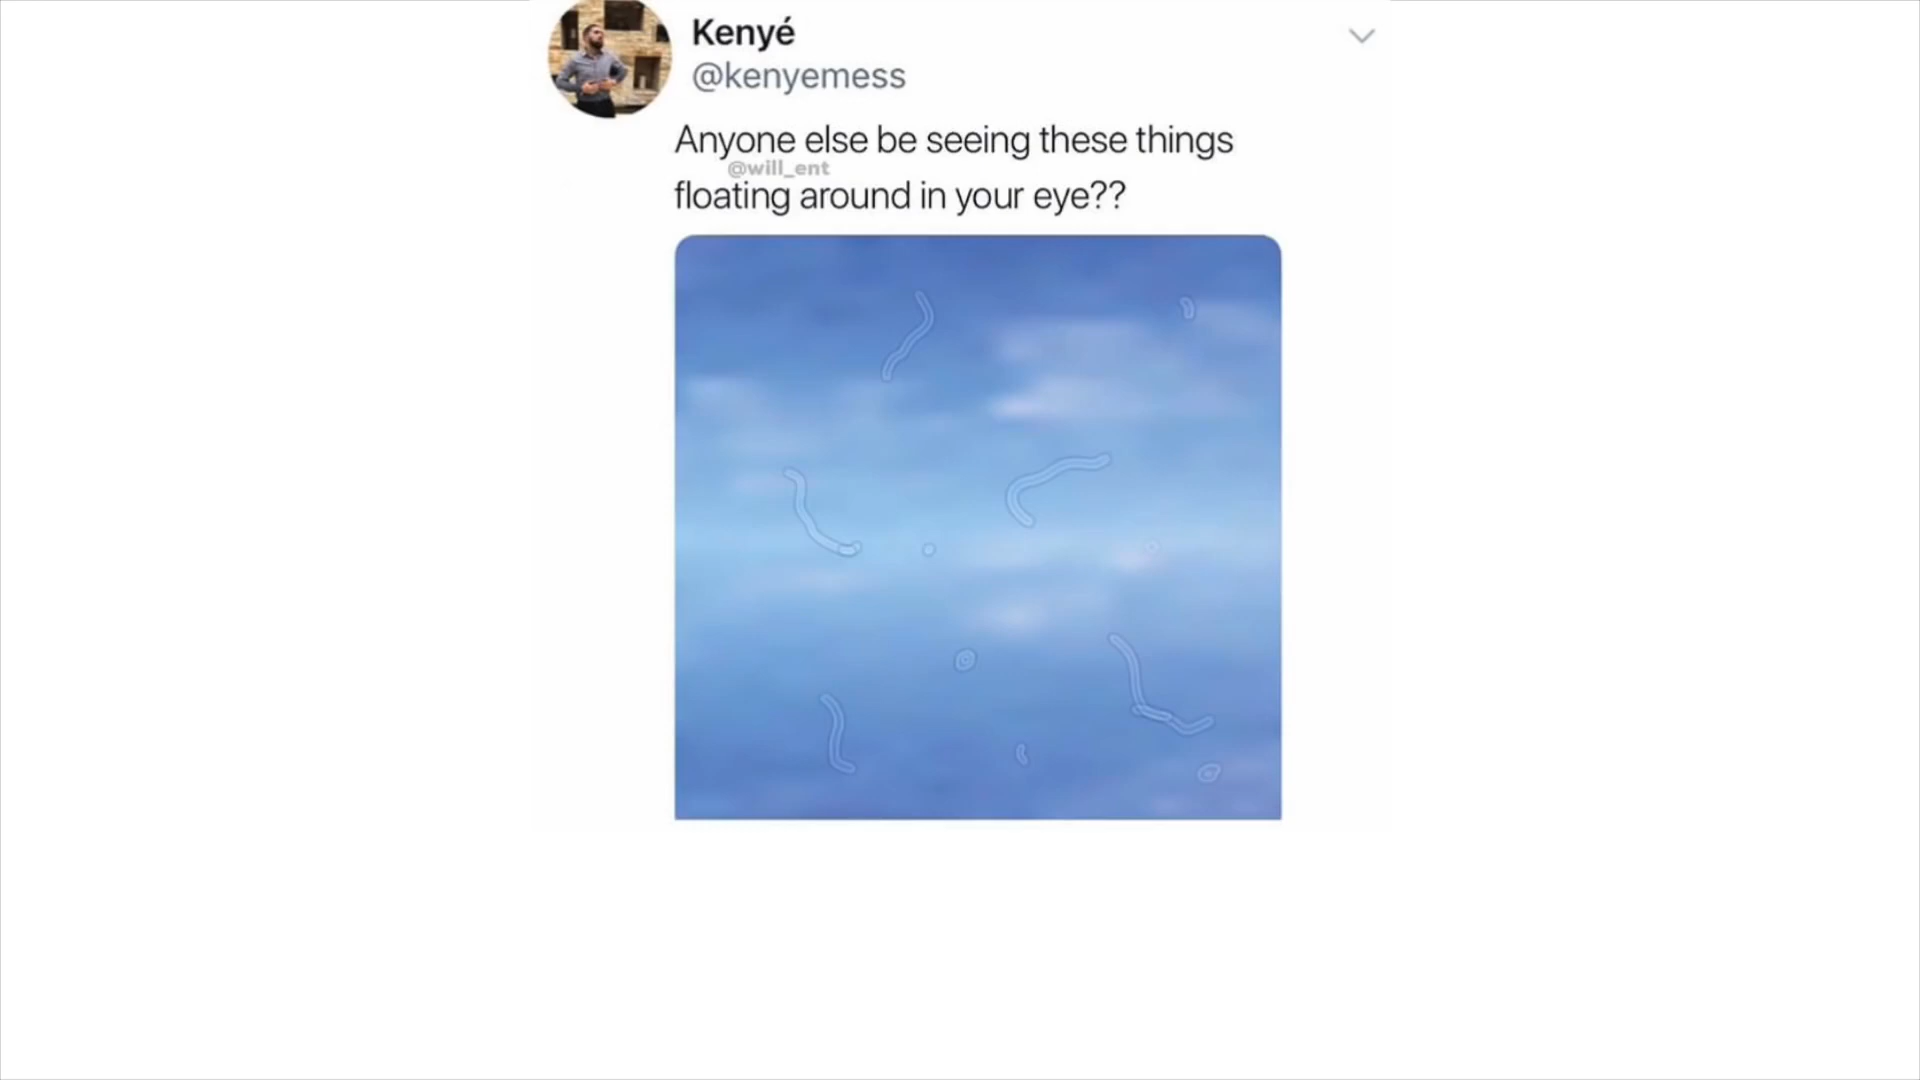 Kenyé
@kenyemess
Anyone else be seeing these things
@will_ent
floating around in your eye??